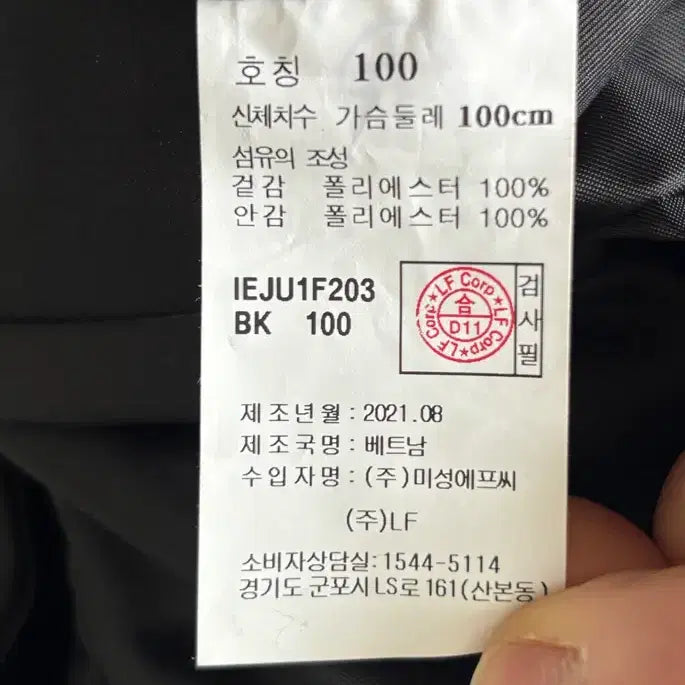 호칭 100
신체치수 가슴둘레 100cm
섬유의 조성
겉감 폴리에스터 100%
안감 폴리에스터 100%
IEJU1F203
BK 100
LF Corp★LF Corp★LF Corp★
합
D11
검사필
제조년월 : 2021.08
제조국명 : 베트남
수입자명 : (주)미성에프씨
(주)LF
소비자상담실:1544-5114
경기도 군포시 LS로 161(산본동)